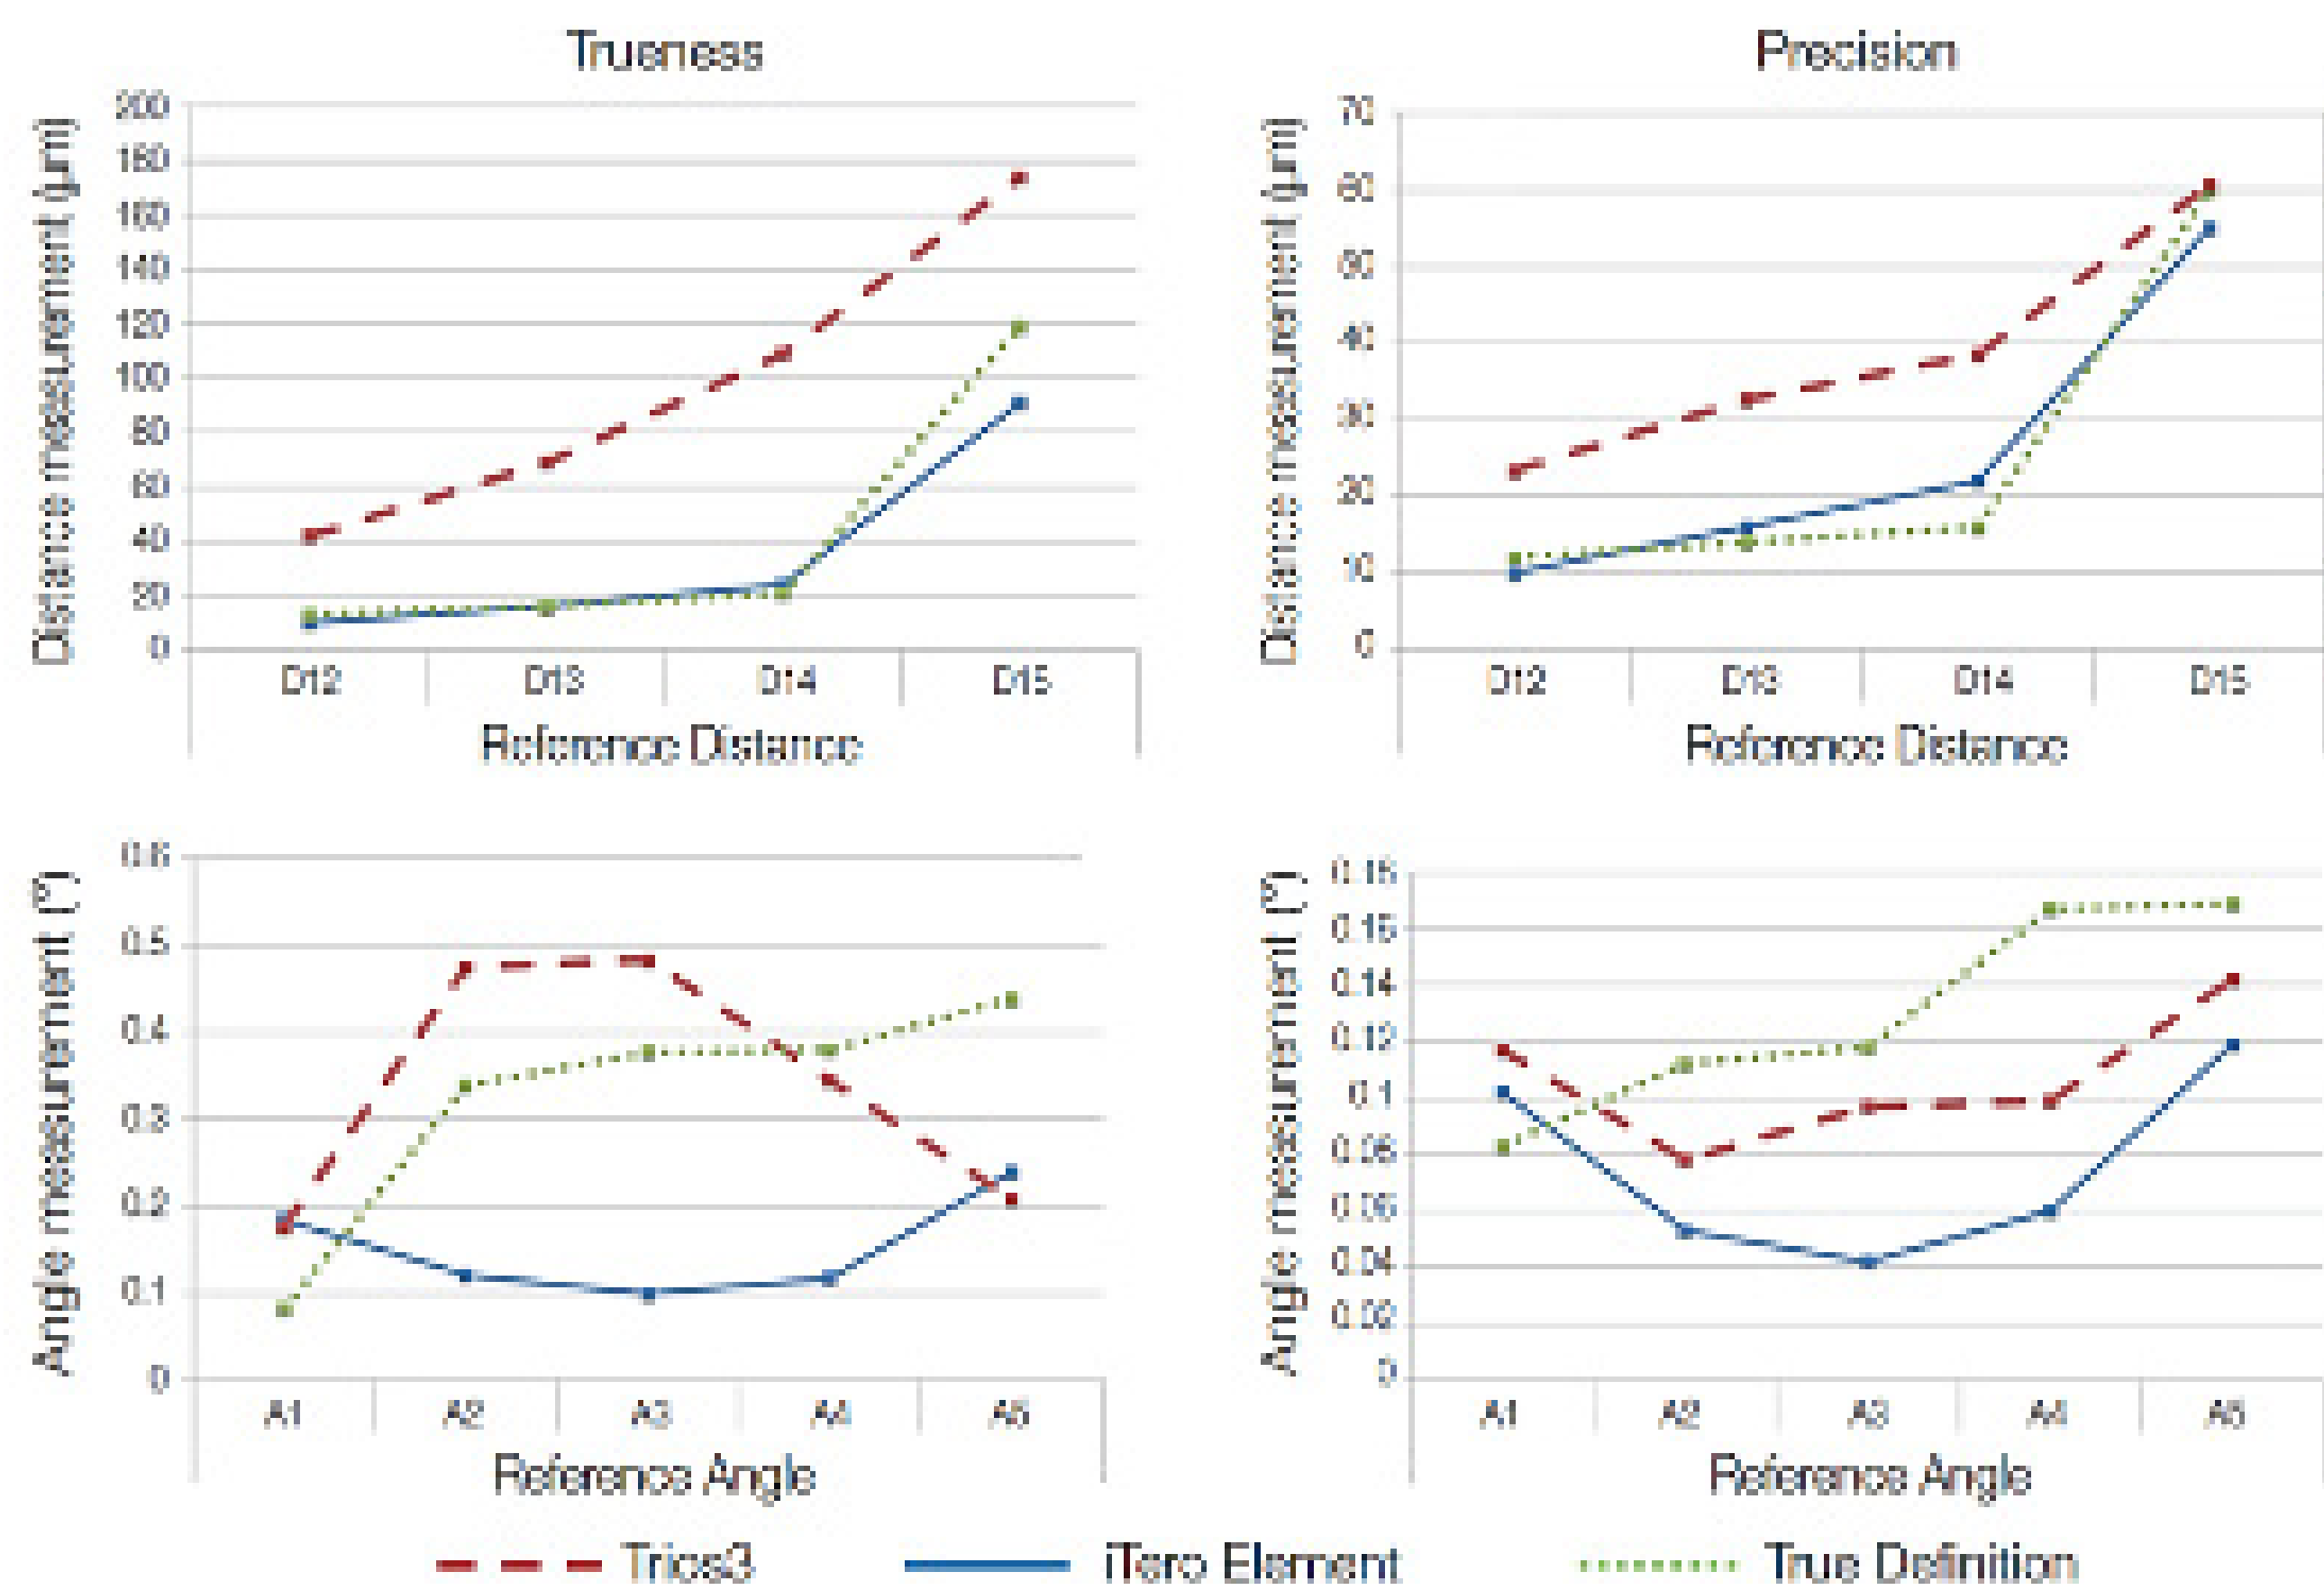 Trueness
Distance measurement (µm)
200
180
160
140
120
100
80
60
40
20
0
D12 D13 D14 D15
Reference Distance
Precision
Distance measurement (µm)
70
60
50
40
30
20
10
0
D12 D13 D14 D15
Reference Distance
Angle measurement (°)
0.6
0.5
0.4
0.3
0.2
0.1
0
A1 A2 A3 A4 A5
Reference Angle
Angle measurement (°)
0.18
0.16
0.14
0.12
0.1
0.08
0.06
0.04
0.02
0
A1 A2 A3 A4 A5
Reference Angle
Trios3 iTero Element True Definition